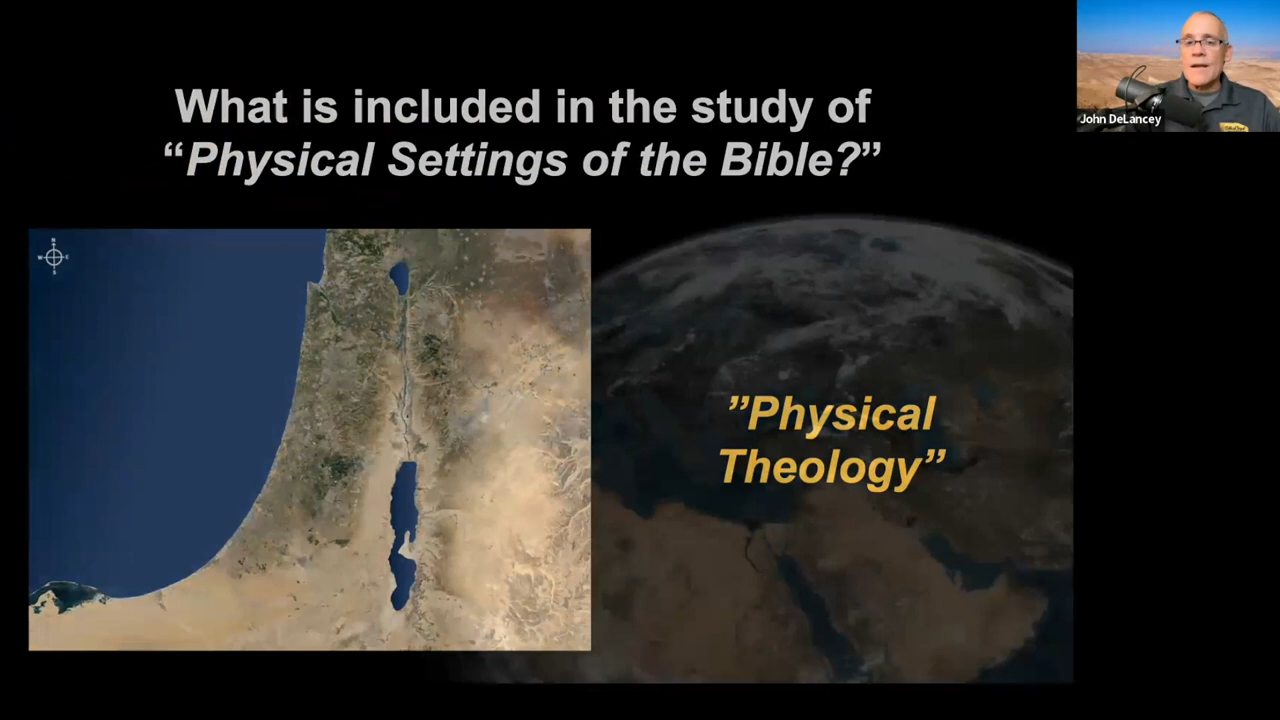 What is included in the study of
“Physical Settings of the Bible?”
John DeLancey
N
W E
S
”Physical
Theology”